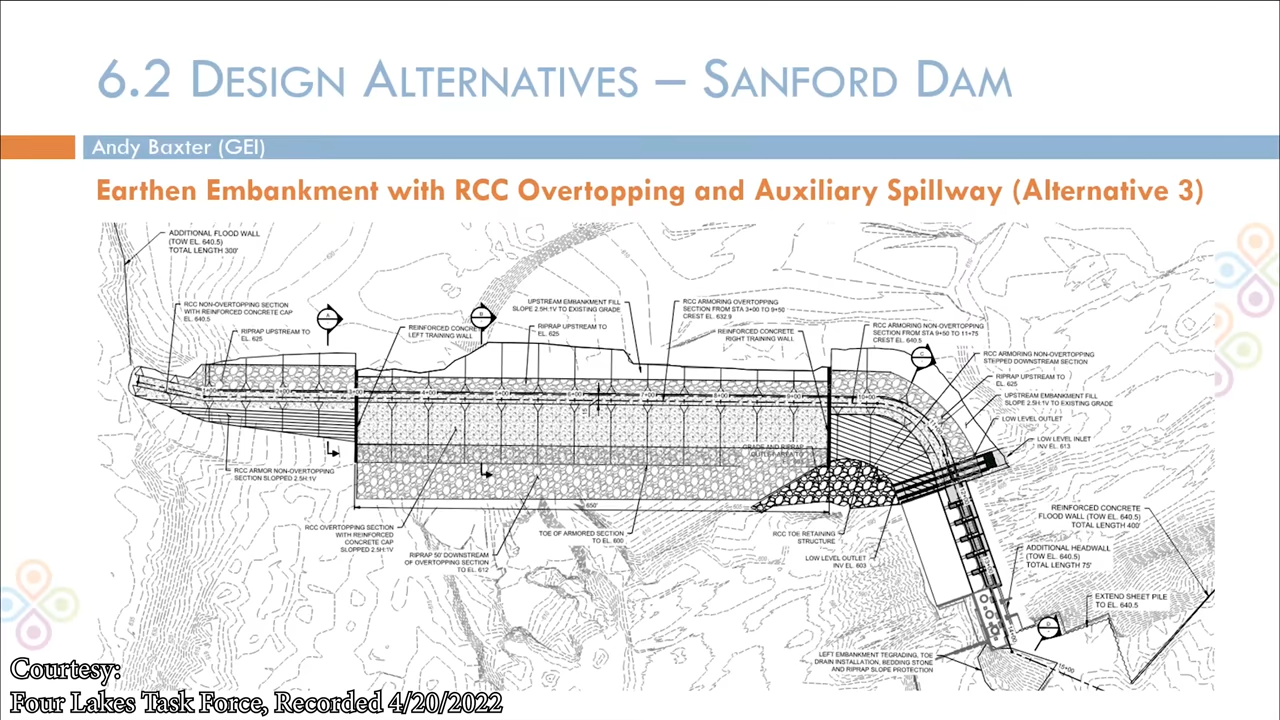 6.2 DESIGN ALTERNATIVES – SANFORD DAM
Andy Baxter (GEI)
Earthen Embankment with RCC Overtopping and Auxiliary Spillway (Alternative 3)
ADDITIONAL FLOOD WALL
(TOW EL. 640.5)
TOTAL LENGTH 300'
RCC NON-OVERTOPPING SECTION
WITH REINFORCED CONCRETE CAP
EL. 640.5
RIPRAP UPSTREAM TO
EL. 625
A
REINFORCED CONCRETE
LEFT TRAINING WALL
B
UPSTREAM EMBANKMENT FILL
SLOPE 2.5H:1V TO EXISTING GRADE
RIPRAP UPSTREAM TO
EL. 625
RCC ARMORING OVERTOPPING
SECTION FROM STA 3+00 TO 9+50
CREST EL. 632.9
REINFORCED CONCRETE
RIGHT TRAINING WALL
RCC ARMORING NON-OVERTOPPING
SECTION FROM STA 9+50 TO 11+75
CREST EL. 640.5
C
RCC ARMORING NON-OVERTOPPING
STEPPED DOWNSTREAM SECTION
RIPRAP UPSTREAM TO
EL. 625
UPSTREAM EMBANKMENT FILL
SLOPE 2.5H:1V TO EXISTING GRADE
LOW LEVEL OUTLET
LOW LEVEL INLET
INV EL. 613
GRADE AND RIPRAP
OUTLET AREA TO
RCC ARMOR NON-OVERTOPPING
SECTION SLOPPED 2.5H:1V
650'
RCC OVERTOPPING SECTION
WITH REINFORCED
CONCRETE CAP
SLOPPED 2.5H:1V
RIPRAP 50' DOWNSTREAM
OF OVERTOPPING SECTION
TO EL. 612
TOE OF ARMORED SECTION
TO EL. 600
RCC TOE RETAINING
STRUCTURE
LOW LEVEL OUTLET
INV EL. 603
REINFORCED CONCRETE
FLOOD WALL (TOW EL. 640.5)
TOTAL LENGTH 400'
ADDITIONAL HEADWALL
(TOW EL. 640.5)
TOTAL LENGTH 75'
EXTEND SHEET PILE
TO EL. 640.5
D
15+00
LEFT EMBANKMENT TEGRADING, TOE
DRAIN INSTALLATION, BEDDING STONE
AND RIPRAP SLOPE PROTECTION
Courtesy:
Four Lakes Task Force, Recorded 4/20/2022